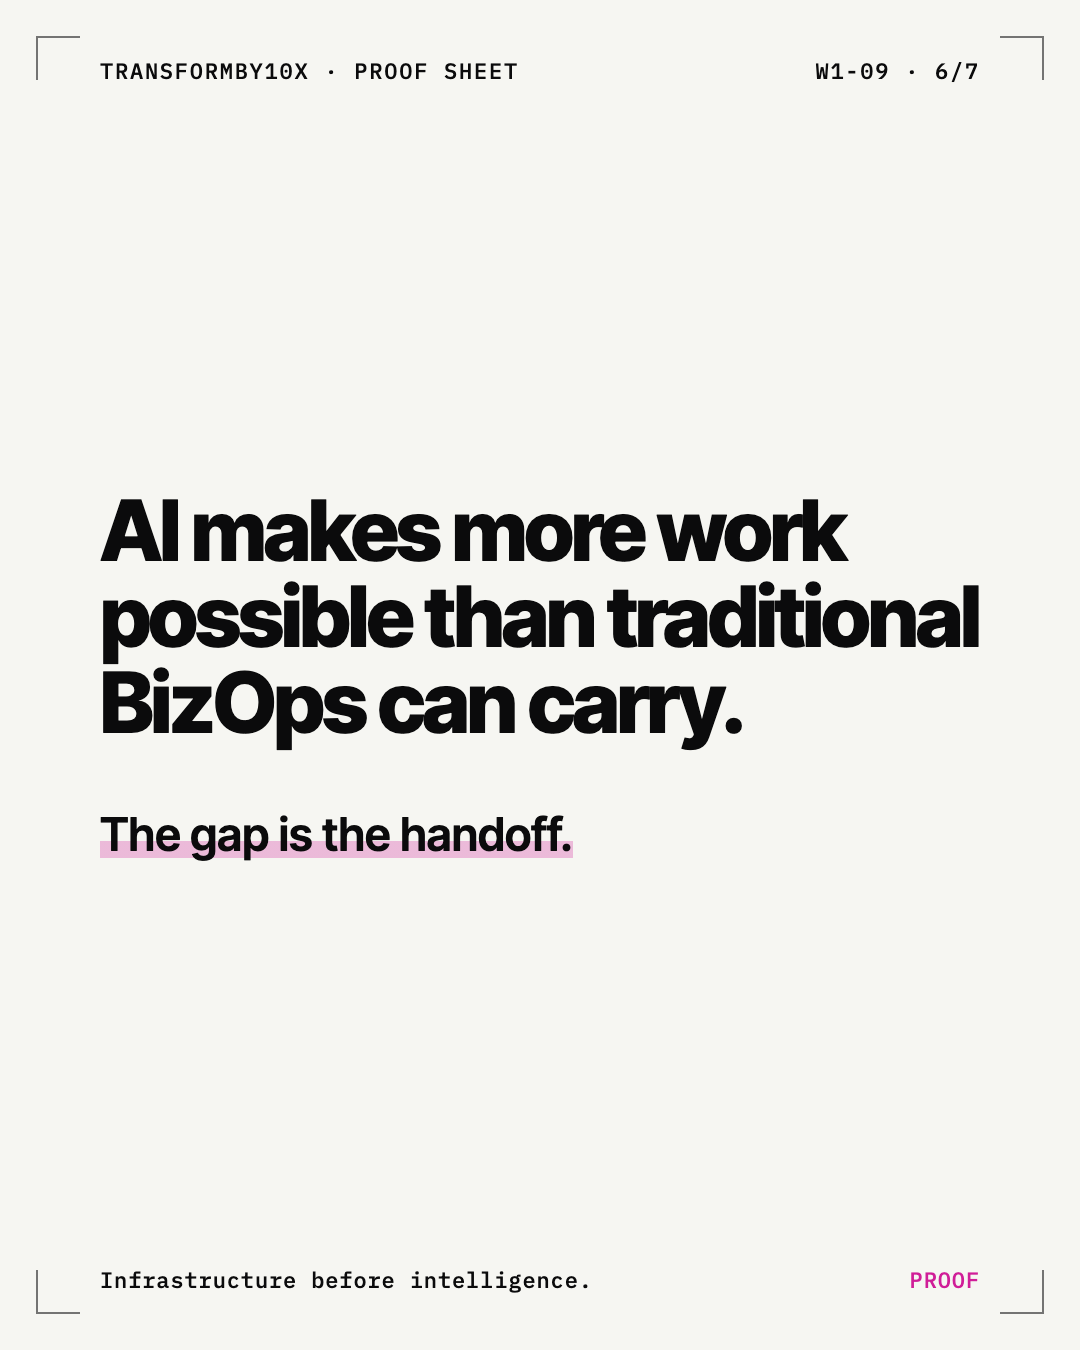 TRANSFORMBY10X · PROOF SHEET
W1-09 · 6/7
AI makes more work
possible than traditional
BizOps can carry.
The gap is the handoff.
Infrastructure before intelligence.
PROOF